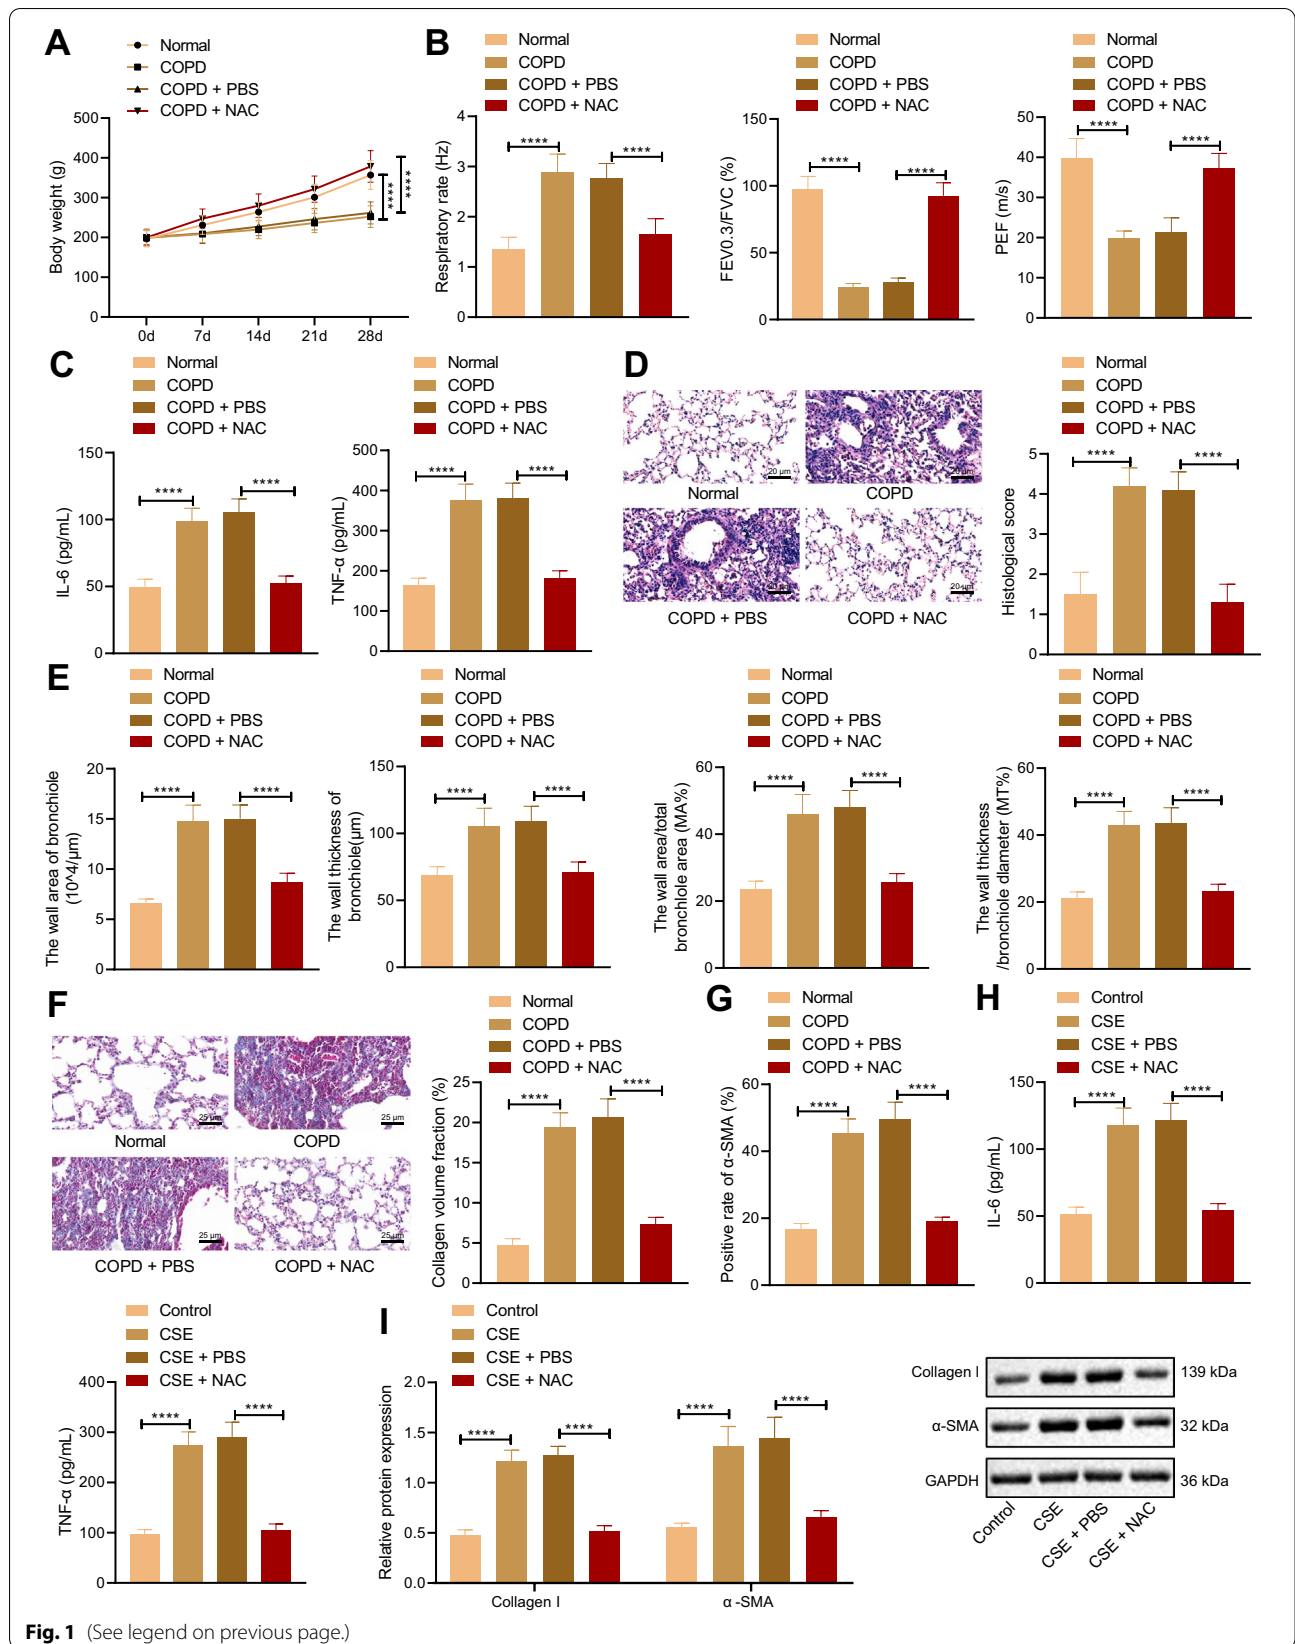 A
Normal
COPD
COPD + PBS
COPD + NAC
Body weight (g)
500
400
300
200
100
0
0d 7d 14d 21d 28d
****
****
B
Normal
COPD
COPD + PBS
COPD + NAC
Respiratory rate (Hz)
4
3
2
1
0
**** ****
Normal
COPD
COPD + PBS
COPD + NAC
FEV0.3/FVC (%)
150
100
50
0
**** ****
Normal
COPD
COPD + PBS
COPD + NAC
PEF (m/s)
50
40
30
20
10
0
**** ****
C
Normal
COPD
COPD + PBS
COPD + NAC
IL-6 (pg/mL)
150
100
50
0
**** ****
Normal
COPD
COPD + PBS
COPD + NAC
TNF-α (pg/mL)
500
400
300
200
100
0
**** ****
D
20 μm 20 μm
Normal COPD
20 μm 20 μm
COPD + PBS COPD + NAC
Normal
COPD
COPD + PBS
COPD + NAC
Histological score
5
4
3
2
1
0
**** ****
E
Normal
COPD
COPD + PBS
COPD + NAC
The wall area of bronchiole
(10^4/μm)
20
15
10
5
0
**** ****
Normal
COPD
COPD + PBS
COPD + NAC
The wall thickness of
bronchiole(μm)
150
100
50
0
**** ****
Normal
COPD
COPD + PBS
COPD + NAC
The wall area/total
bronchiole area (MA%)
60
40
20
0
**** ****
Normal
COPD
COPD + PBS
COPD + NAC
The wall thickness
/bronchiole diameter (MT%)
60
40
20
0
**** ****
F
25 μm 25 μm
Normal COPD
25 μm 25 μm
COPD + PBS COPD + NAC
Normal
COPD
COPD + PBS
COPD + NAC
Collagen volume fraction (%)
25
20
15
10
5
0
**** ****
G
Normal
COPD
COPD + PBS
COPD + NAC
Positive rate of α-SMA (%)
60
40
20
0
**** ****
H
Control
CSE
CSE + PBS
CSE + NAC
IL-6 (pg/mL)
150
100
50
0
**** ****
Control
CSE
CSE + PBS
CSE + NAC
TNF-α (pg/mL)
400
300
200
100
0
**** ****
I
Control
CSE
CSE + PBS
CSE + NAC
Relative protein expression
2.0
1.5
1.0
0.5
0.0
**** **** **** ****
Collagen I α -SMA
Collagen I 139 kDa
α-SMA 32 kDa
GAPDH 36 kDa
Control CSE CSE + PBS CSE + NAC
Fig. 1 (See legend on previous page.)